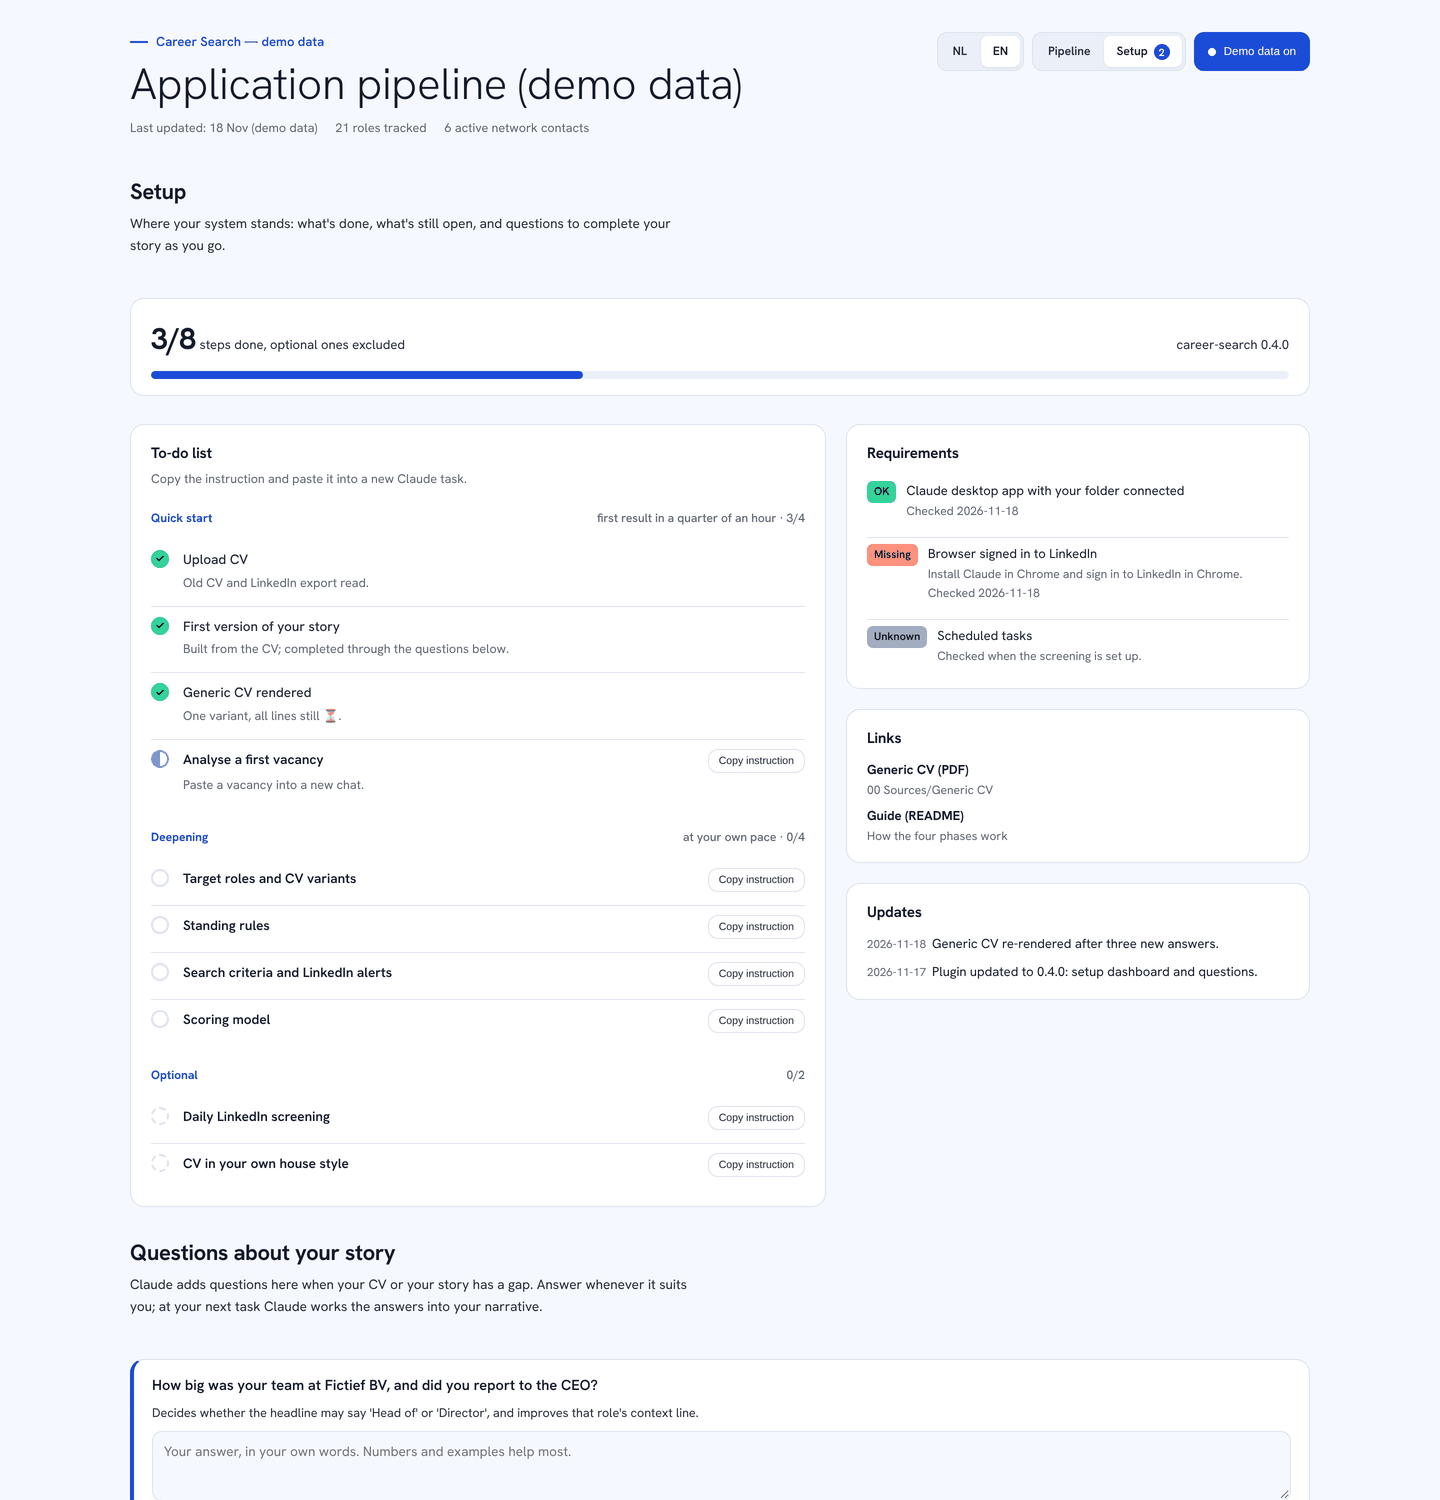 Career Search — demo data
NL
EN
Pipeline
Setup 2
Demo data on
Application pipeline (demo data)
Last updated: 18 Nov (demo data) 21 roles tracked 6 active network contacts
Setup
Where your system stands: what's done, what's still open, and questions to complete your
story as you go.
3/8 steps done, optional ones excluded
career-search 0.4.0
To-do list
Copy the instruction and paste it into a new Claude task.
Quick start
first result in a quarter of an hour · 3/4
Upload CV
Old CV and LinkedIn export read.
First version of your story
Built from the CV; completed through the questions below.
Generic CV rendered
One variant, all lines still ⏳.
Analyse a first vacancy
Copy instruction
Paste a vacancy into a new chat.
Deepening
at your own pace · 0/4
Target roles and CV variants
Copy instruction
Standing rules
Copy instruction
Search criteria and LinkedIn alerts
Copy instruction
Scoring model
Copy instruction
Optional
0/2
Daily LinkedIn screening
Copy instruction
CV in your own house style
Copy instruction
Requirements
OK
Claude desktop app with your folder connected
Checked 2026-11-18
Missing
Browser signed in to LinkedIn
Install Claude in Chrome and sign in to LinkedIn in Chrome.
Checked 2026-11-18
Unknown
Scheduled tasks
Checked when the screening is set up.
Links
Generic CV (PDF)
00 Sources/Generic CV
Guide (README)
How the four phases work
Updates
2026-11-18 Generic CV re-rendered after three new answers.
2026-11-17 Plugin updated to 0.4.0: setup dashboard and questions.
Questions about your story
Claude adds questions here when your CV or your story has a gap. Answer whenever it suits
you; at your next task Claude works the answers into your narrative.
How big was your team at Fictief BV, and did you report to the CEO?
Decides whether the headline may say 'Head of' or 'Director', and improves that role's context line.
Your answer, in your own words. Numbers and examples help most.